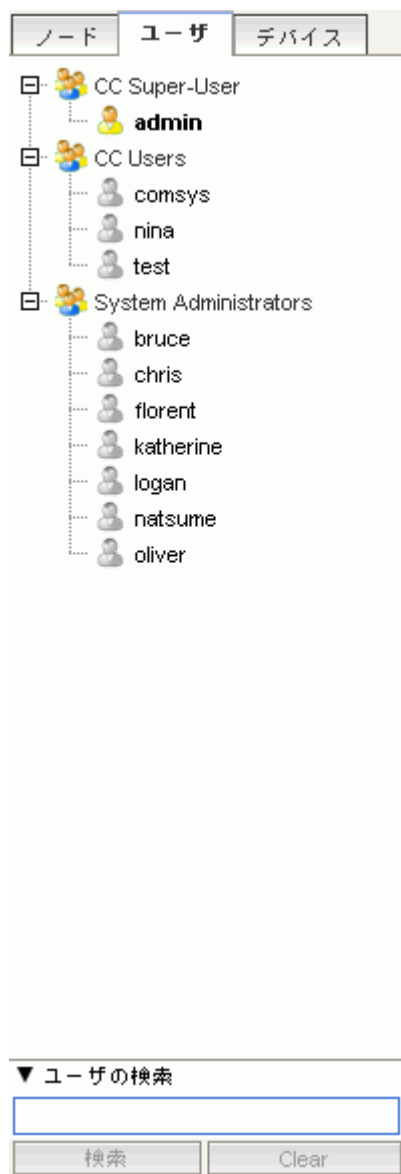 ノード ユーザ デバイス
CC Super-User
admin
CC Users
comsys
nina
test
System Administrators
bruce
chris
florent
katherine
logan
natsume
oliver
▼ ユーザの検索
検索 Clear